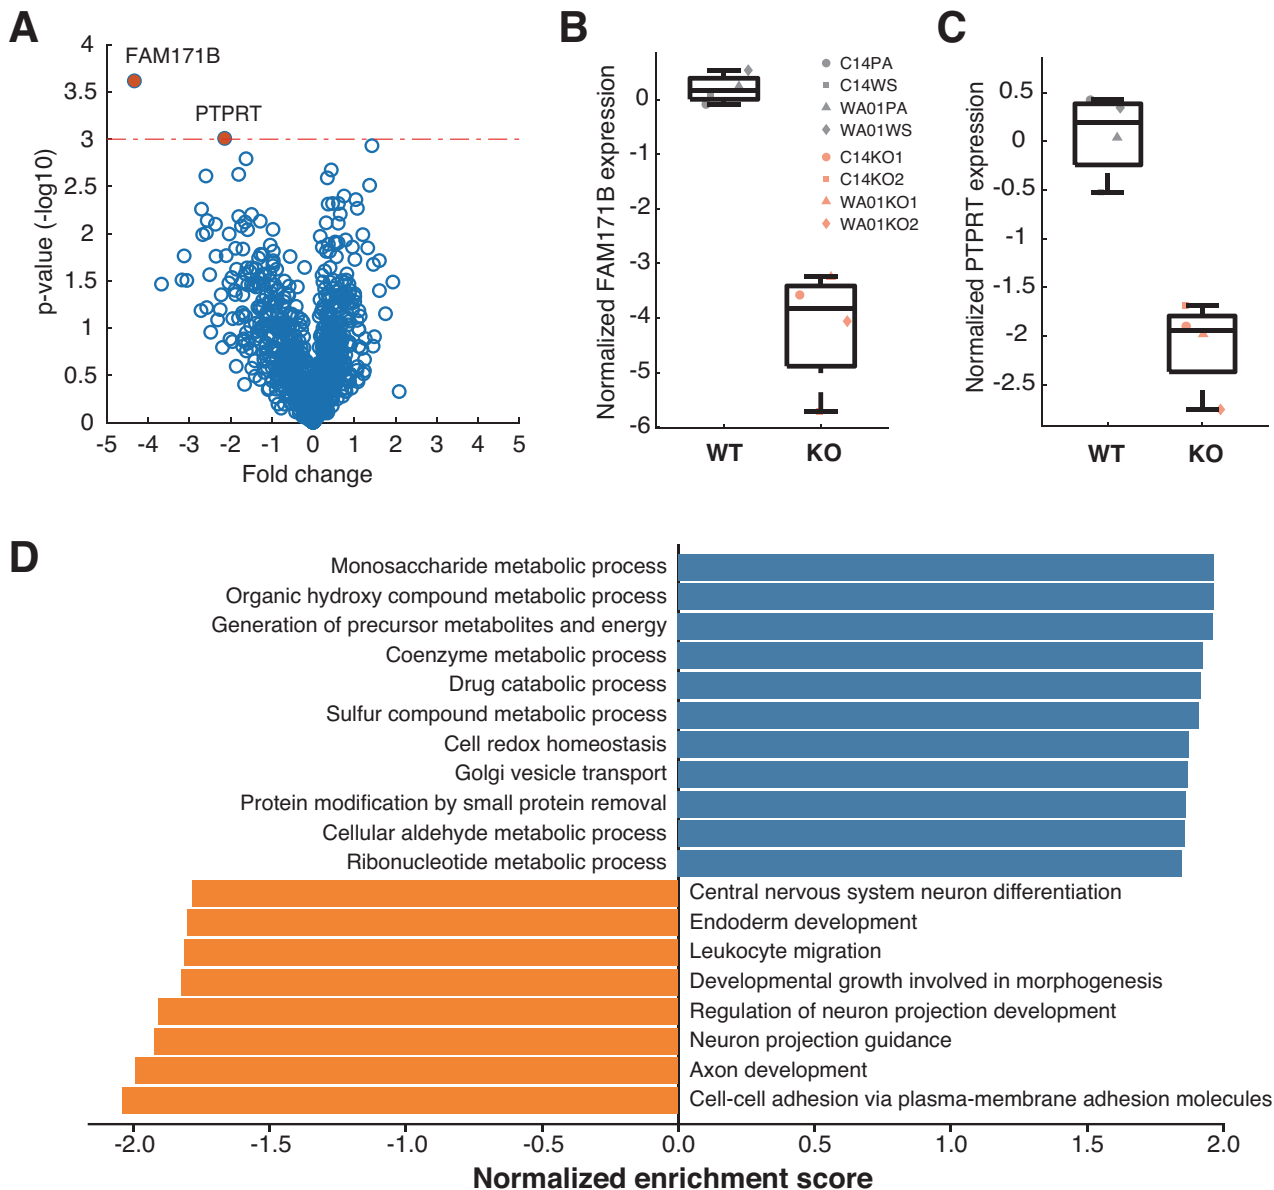 A
4
3.5
3
2.5
2
1.5
1
0.5
0
p-value (-log10)
FAM171B
PTPRT
-5 -4 -3 -2 -1 0 1 2 3 4 5
Fold change
B
0
-1
-2
-3
-4
-5
-6
Normalized FAM171B expression
C14PA
C14WS
WA01PA
WA01WS
C14KO1
C14KO2
WA01KO1
WA01KO2
WT KO
C
0.5
0
-0.5
-1
-1.5
-2
-2.5
Normalized PTPRT expression
WT KO
D
Monosaccharide metabolic process
Organic hydroxy compound metabolic process
Generation of precursor metabolites and energy
Coenzyme metabolic process
Drug catabolic process
Sulfur compound metabolic process
Cell redox homeostasis
Golgi vesicle transport
Protein modification by small protein removal
Cellular aldehyde metabolic process
Ribonucleotide metabolic process
Central nervous system neuron differentiation
Endoderm development
Leukocyte migration
Developmental growth involved in morphogenesis
Regulation of neuron projection development
Neuron projection guidance
Axon development
Cell-cell adhesion via plasma-membrane adhesion molecules
-2.0 -1.5 -1.0 -0.5 0.0 0.5 1.0 1.5 2.0
Normalized enrichment score